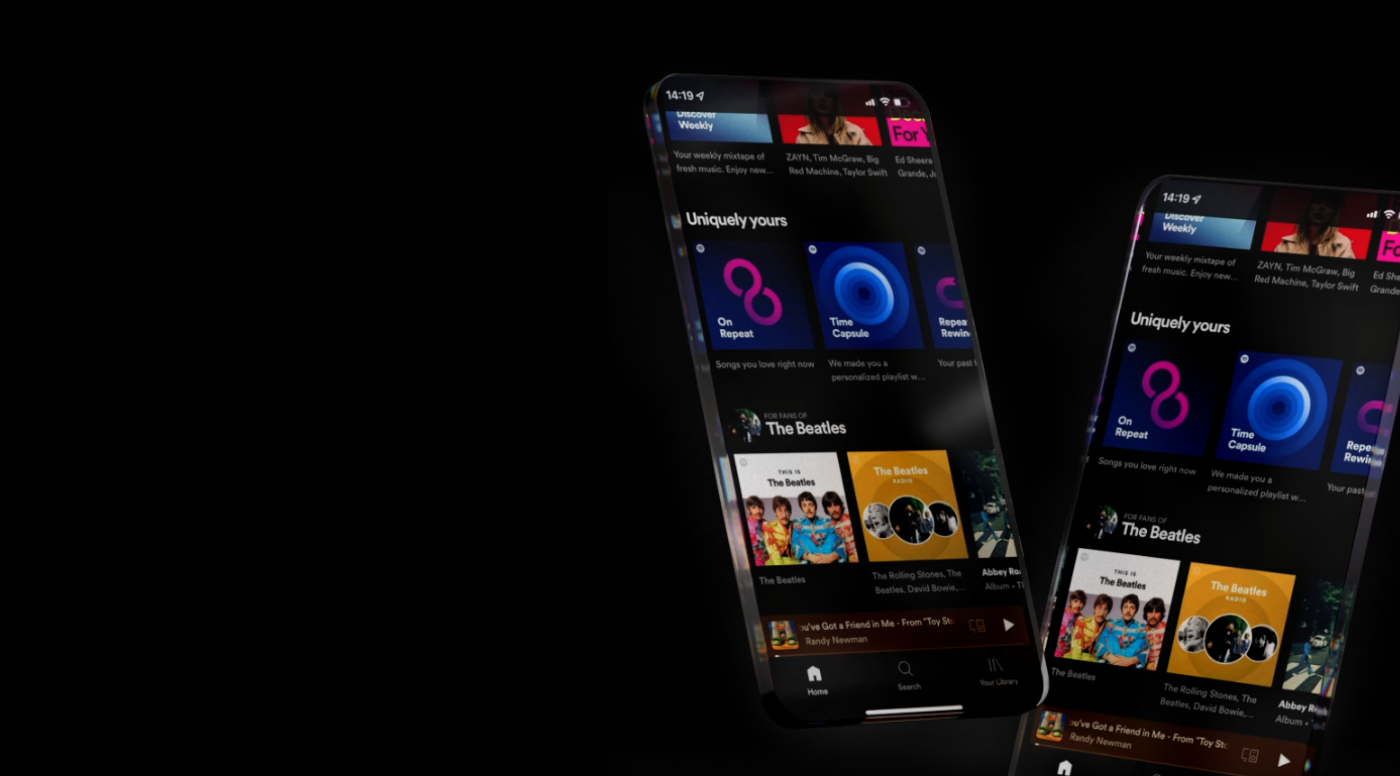 14:19
Discover
Weekly
For
Your weekly mixtape of
fresh music. Enjoy new...
ZAYN, Tim McGraw, Big
Red Machine, Taylor Swift
Ed Sheera
Grande, J
Uniquely yours
On
Repeat
Time
Capsule
Repea
Rewin
Songs you love right now
We made you a
personalized playlist w...
Your past
FOR FANS OF
The Beatles
THIS IS
The Beatles
The Beatles
RADIO
The Beatles
The Rolling Stones, The
Beatles, David Bowie,...
Abbey Ro
Album • T
ou've Got a Friend in Me - From "Toy Sto
Randy Newman
Home
Search
Your Library
14:19
Discover
Weekly
Fo
Your weekly mixtape of
fresh music. Enjoy new...
ZAYN, Tim McGraw, Big
Red Machine, Taylor Swift
Ed Shee
Grande
Uniquely yours
On
Repeat
Time
Capsule
Repe
Rewin
Songs you love right now
We made you a
personalized playlist w...
Your past
FOR FANS OF
The Beatles
THIS IS
The Beatles
The Beatles
RADIO
The Beatles
The Rolling Stones, The
Beatles, David Bowie,...
Abbey R
Album •
ou've Got a Friend in Me - From "Toy Sto
Randy Newman